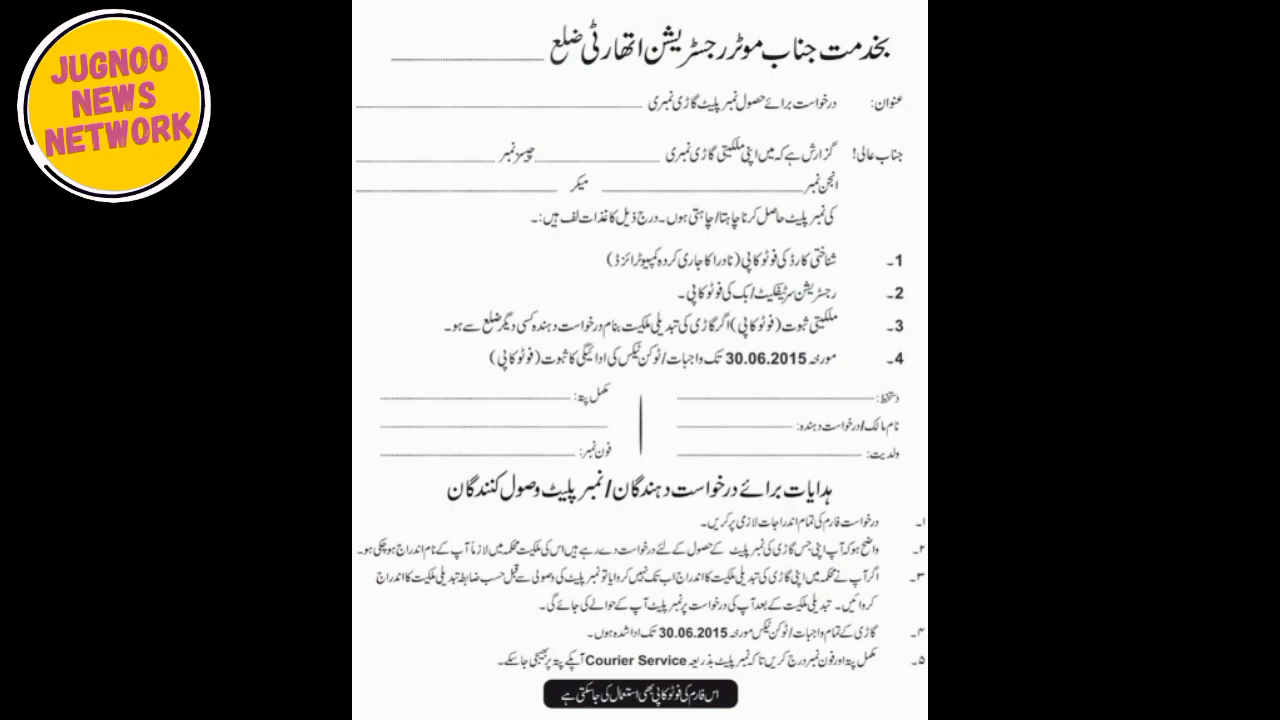 JUGNOO
NEWS
NETWORK
بخدمت جناب موٹر رجسٹریشن اتھارٹی ضلع
عنوان: درخواست برائے حصول نمبر پلیٹ گاڑی نمبری
جناب عالی! گزارش ہے کہ میں اپنی ملکیتی گاڑی نمبری چیسز نمبر
انجن نمبر میکر
کی نمبر پلیٹ حاصل کرنا چاہتا/چاہتی ہوں۔ درج ذیل کاغذات لف ہیں:۔
1۔ شناختی کارڈ کی فوٹو کاپی (نادرا کا جاری کردہ کمپیوٹرائزڈ)
2۔ رجسٹریشن سرٹیفکیٹ/بک کی فوٹو کاپی۔
3۔ ملکیتی ثبوت (فوٹو کاپی) اگر گاڑی کی تبدیلی ملکیت بنام درخواست دہندہ کسی دیگر ضلع سے ہو۔
4۔ مورخہ 30.06.2015 تک واجبات/ٹوکن ٹیکس کی ادائیگی کا ثبوت (فوٹو کاپی)
دستخط: مکمل پتہ:
نام مالک/درخواست دہندہ:
ولدیت: فون نمبر:
ہدایات برائے درخواست دہندگان/نمبر پلیٹ وصول کنندگان
۱۔ درخواست فارم کی تمام اندراجات لازمی پر کریں۔
۲۔ واضح ہو کہ آپ اپنی جس گاڑی کی نمبر پلیٹ کے حصول کے لئے درخواست دے رہے ہیں اس کی ملکیت محکمہ میں لازماً آپ کے نام اندراج ہو چکی ہو۔
۳۔ اگر آپ نے محکمہ میں اپنی گاڑی کی تبدیلی ملکیت کا اندراج اب تک نہیں کروایا تو نمبر پلیٹ کی وصولی سے قبل حسب ضابطہ تبدیلی ملکیت کا اندراج
کروائیں۔ تبدیلی ملکیت کے بعد آپ کی درخواست پر نمبر پلیٹ آپ کے حوالے کی جائے گی۔
۴۔ گاڑی کے تمام واجبات/ٹوکن ٹیکس مورخہ 30.06.2015 تک ادا شدہ ہوں۔
۵۔ مکمل پتہ اور فون نمبر درج کریں تاکہ نمبر پلیٹ بذریعہ Courier Service آپکے پتہ پر بھیجی جا سکے۔
اس فارم کی فوٹو کاپی بھی استعمال کی جا سکتی ہے